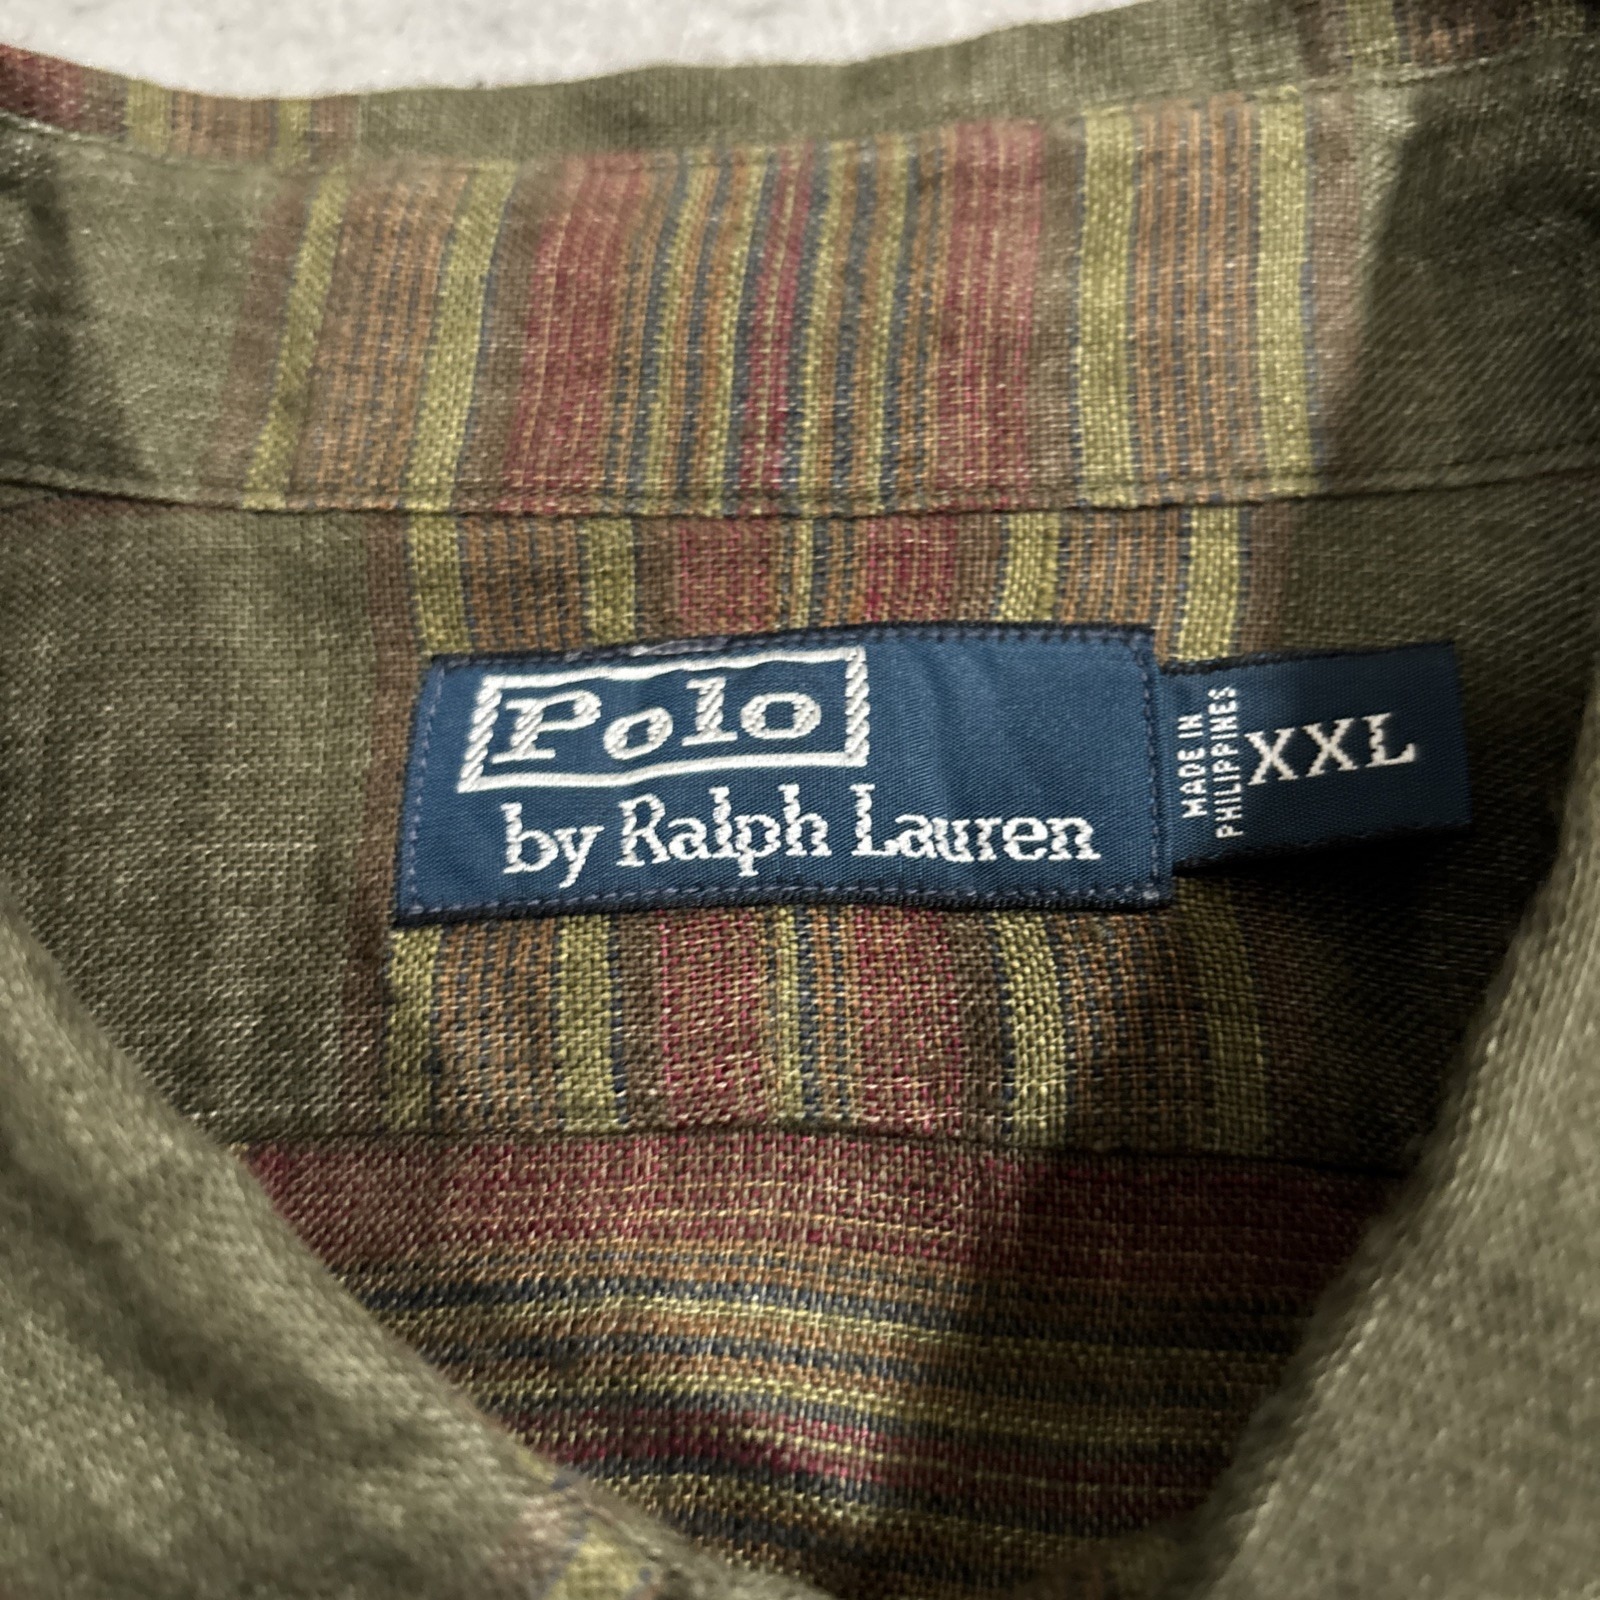 Polo
by Ralph Lauren
MADE IN
PHILIPPINES
XXL